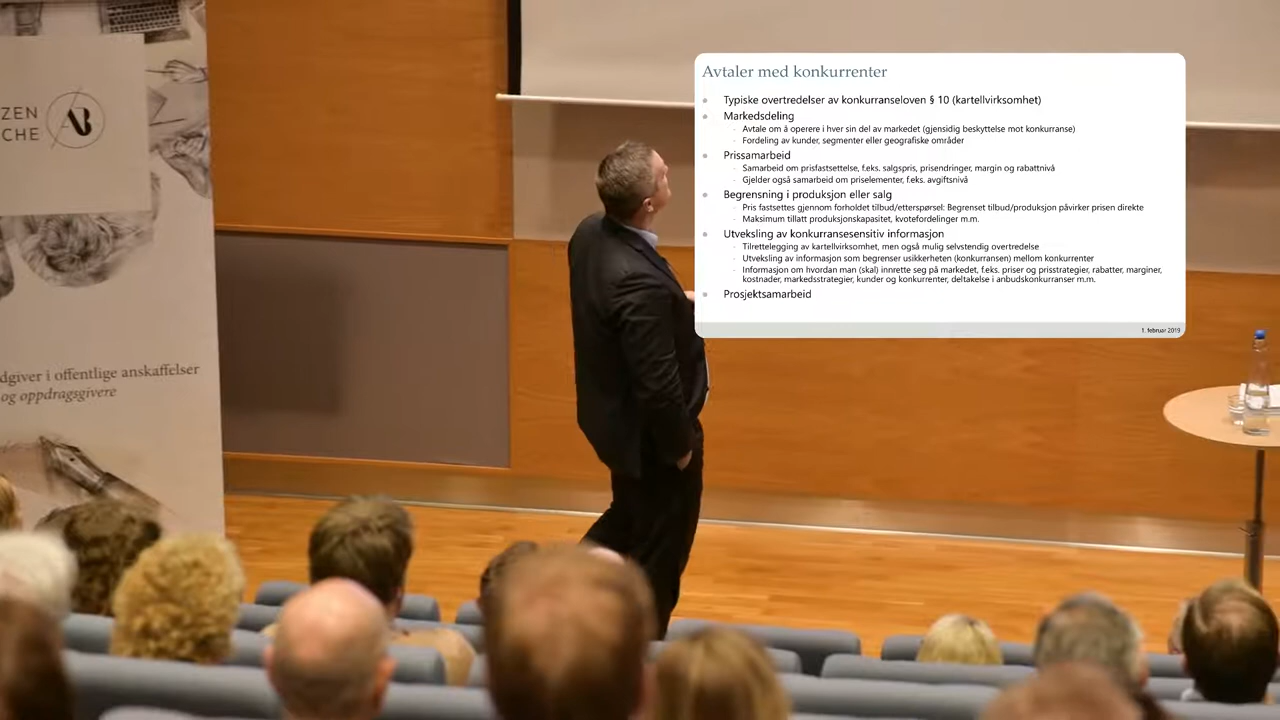 ZEN
CHE
AB
dgiver i offentlige anskaffelser
og oppdragsgivere
Avtaler med konkurrenter
Typiske overtredelser av konkurranseloven § 10 (kartellvirksomhet)
Markedsdeling
Avtale om å operere i hver sin del av markedet (gjensidig beskyttelse mot konkurranse)
Fordeling av kunder, segmenter eller geografiske områder
Prissamarbeid
Samarbeid om prisfastsettelse, f.eks. salgspris, prisendringer, margin og rabattnivå
Gjelder også samarbeid om priselementer, f.eks. avgiftsnivå
Begrensning i produksjon eller salg
Pris fastsettes gjennom forholdet tilbud/etterspørsel: Begrenset tilbud/produksjon påvirker prisen direkte
Maksimum tillatt produksjonskapasitet, kvotefordelinger m.m.
Utveksling av konkurransesensitiv informasjon
Tilrettelegging av kartellvirksomhet, men også mulig selvstendig overtredelse
Utveksling av informasjon som begrenser usikkerheten (konkurransen) mellom konkurrenter
Informasjon om hvordan man (skal) innrette seg på markedet, f.eks. priser og prisstrategier, rabatter, marginer,
kostnader, markedsstrategier, kunder og konkurrenter, deltakelse i anbudskonkurranser m.m.
Prosjektsamarbeid
1. februar 2019